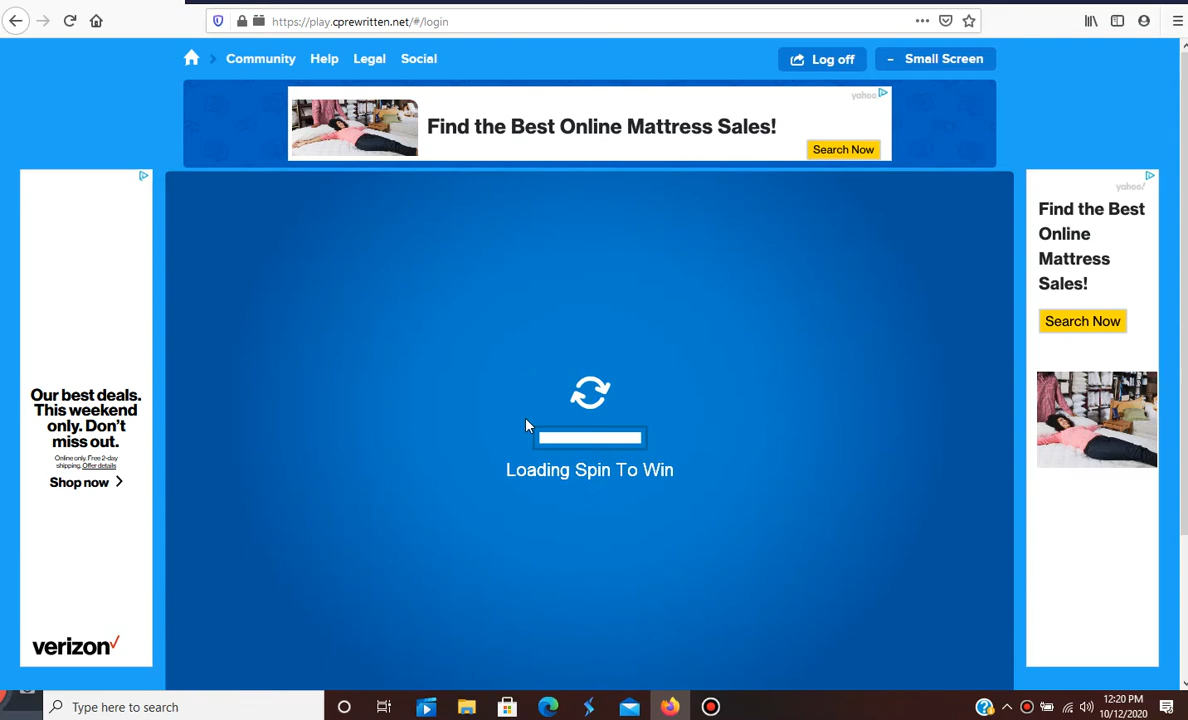 https://play.cprewritten.net/#/login
Community Help Legal Social
Log off
- Small Screen
yahoo!
Find the Best Online Mattress Sales!
Search Now
Our best deals.
This weekend
only. Don't
miss out.
Online only. Free 2-day
shipping. Offer details
Shop now
verizon
Loading Spin To Win
yahoo!
Find the Best
Online
Mattress
Sales!
Search Now
Type here to search
12:20 PM
10/12/2020